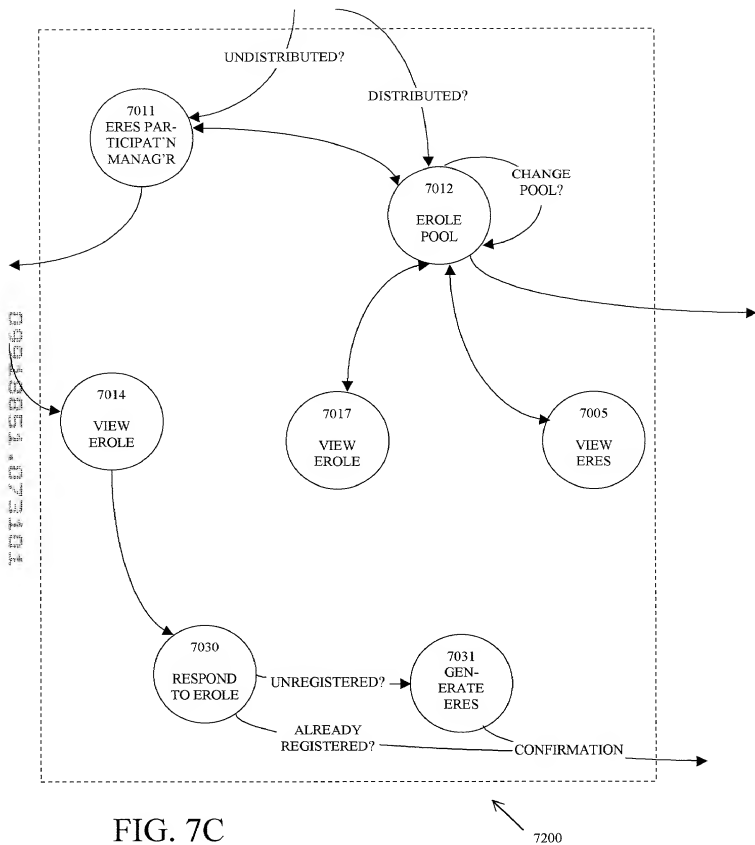 UNDISTRIBUTED?
DISTRIBUTED?
7011
ERES PAR-
TICIPAT'N
MANAG'R
CHANGE
POOL?
7012
EROLE
POOL
7014
VIEW
EROLE
7017
VIEW
EROLE
7005
VIEW
ERES
7030
RESPOND
TO EROLE
UNREGISTERED?
7031
GEN-
ERATE
ERES
ALREADY
REGISTERED?
CONFIRMATION
FIG. 7C
7200